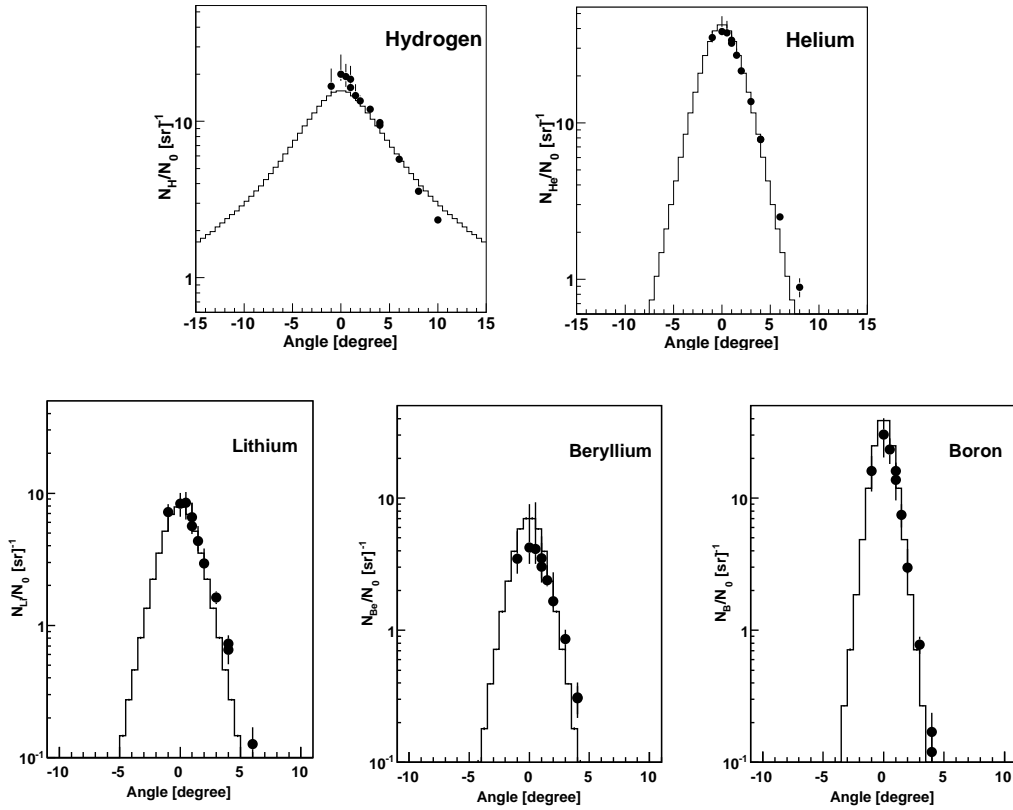 Hydrogen
N_H/N_0 [sr]^-1
10
1
-15 -10 -5 0 5 10 15
Angle [degree]
Helium
N_He/N_0 [sr]^-1
10
1
-15 -10 -5 0 5 10 15
Angle [degree]
Lithium
N_Li/N_0 [sr]^-1
10
1
10^-1
-10 -5 0 5 10
Angle [degree]
Beryllium
N_Be/N_0 [sr]^-1
10
1
10^-1
-10 -5 0 5 10
Angle [degree]
Boron
N_B/N_0 [sr]^-1
10
1
10^-1
-10 -5 0 5 10
Angle [degree]